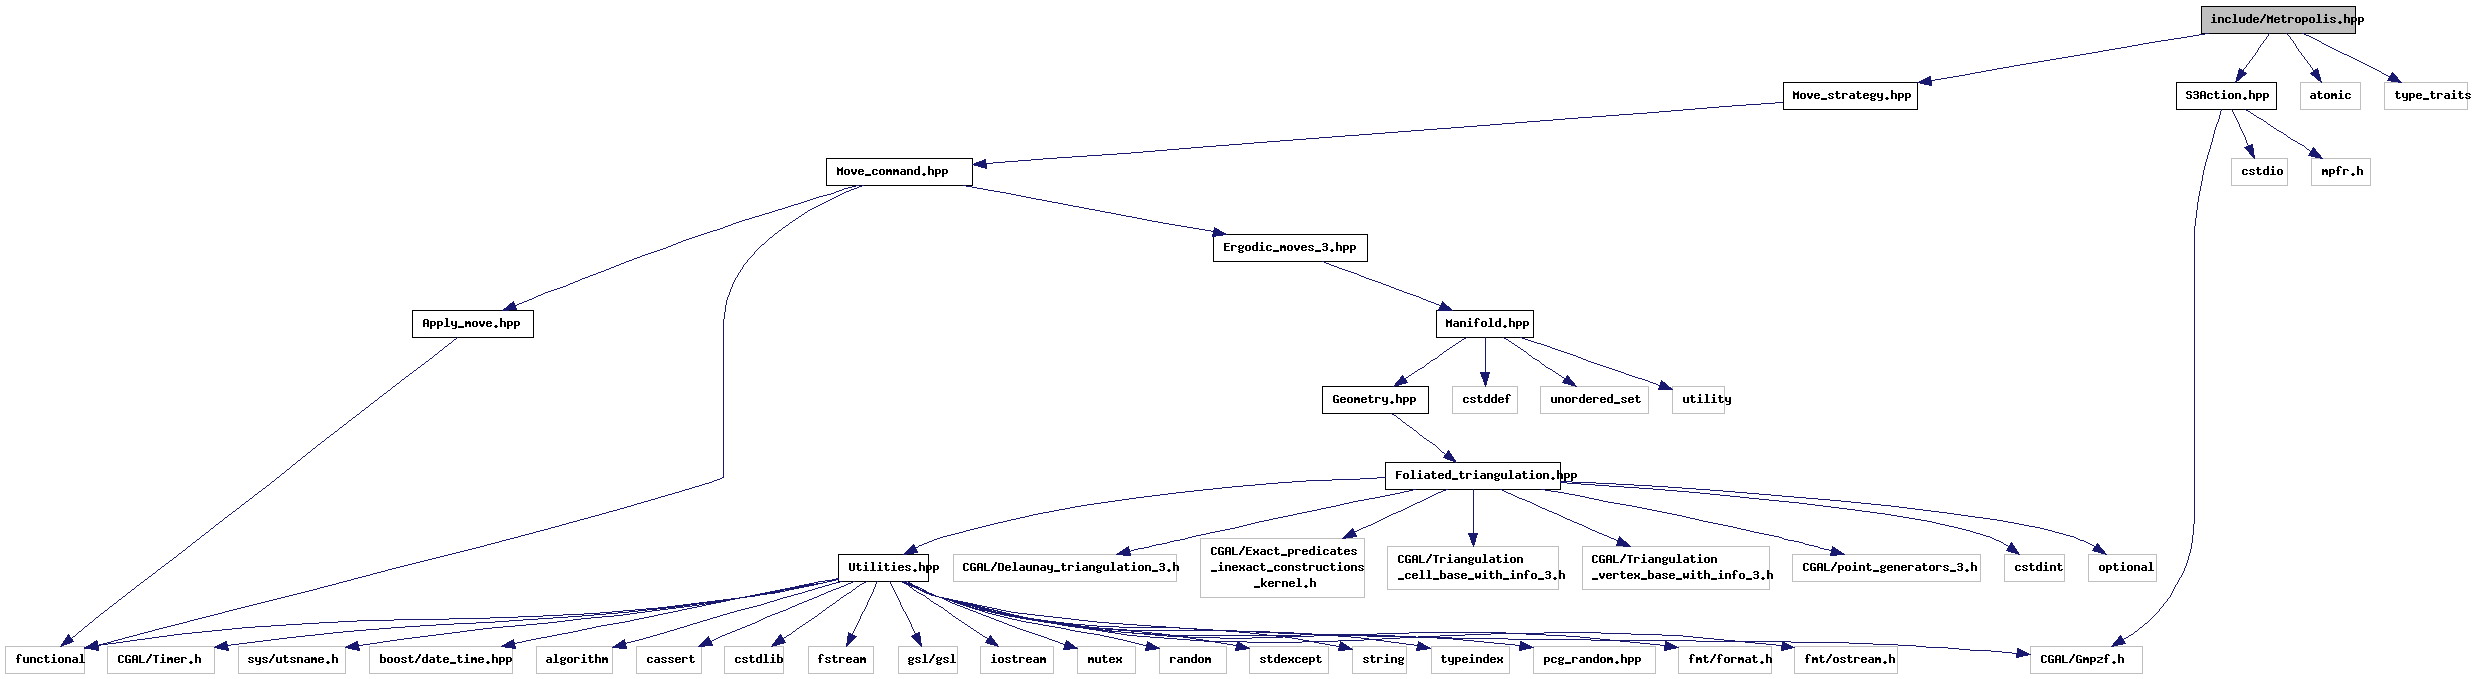 include/Metropolis.hpp
Move_strategy.hpp
S3Action.hpp
atomic
type_traits
Move_command.hpp
cstdio
mpfr.h
Ergodic_moves_3.hpp
Apply_move.hpp
Manifold.hpp
Geometry.hpp
cstddef
unordered_set
utility
Foliated_triangulation.hpp
Utilities.hpp
CGAL/Delaunay_triangulation_3.h
CGAL/Exact_predicates
_inexact_constructions
_kernel.h
CGAL/Triangulation
_cell_base_with_info_3.h
CGAL/Triangulation
_vertex_base_with_info_3.h
CGAL/point_generators_3.h
cstdint
optional
functional
CGAL/Timer.h
sys/utsname.h
boost/date_time.hpp
algorithm
cassert
cstdlib
fstream
gsl/gsl
iostream
mutex
random
stdexcept
string
typeindex
pcg_random.hpp
fmt/format.h
fmt/ostream.h
CGAL/Gmpzf.h